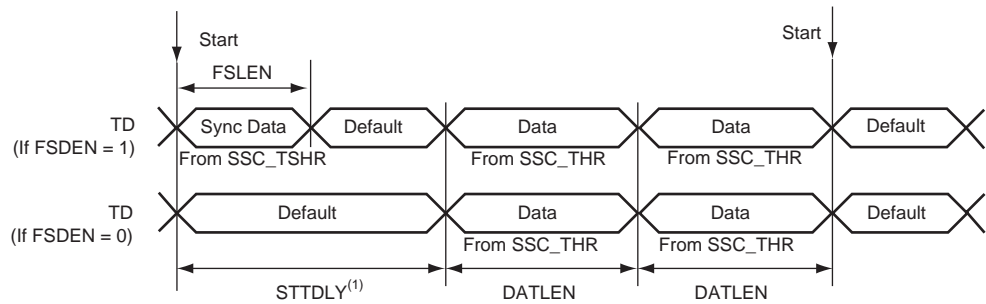 Start
Start
FSLEN
TD
(If FSDEN = 1)
Sync Data
Default
Data
Data
Default
From SSC_TSHR
From SSC_THR
From SSC_THR
TD
(If FSDEN = 0)
Default
Data
Data
Default
From SSC_THR
From SSC_THR
STTDLY(1)
DATLEN
DATLEN